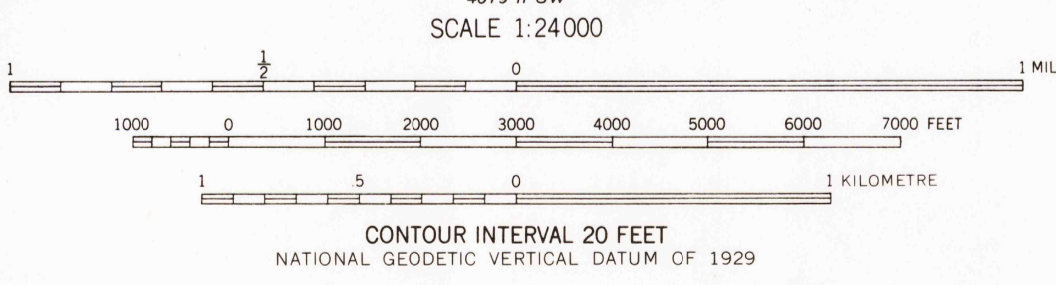 SCALE 1:24000
1 1/2 0 1 MIL
1000 0 1000 2000 3000 4000 5000 6000 7000 FEET
1 .5 0 1 KILOMETRE
CONTOUR INTERVAL 20 FEET
NATIONAL GEODETIC VERTICAL DATUM OF 1929